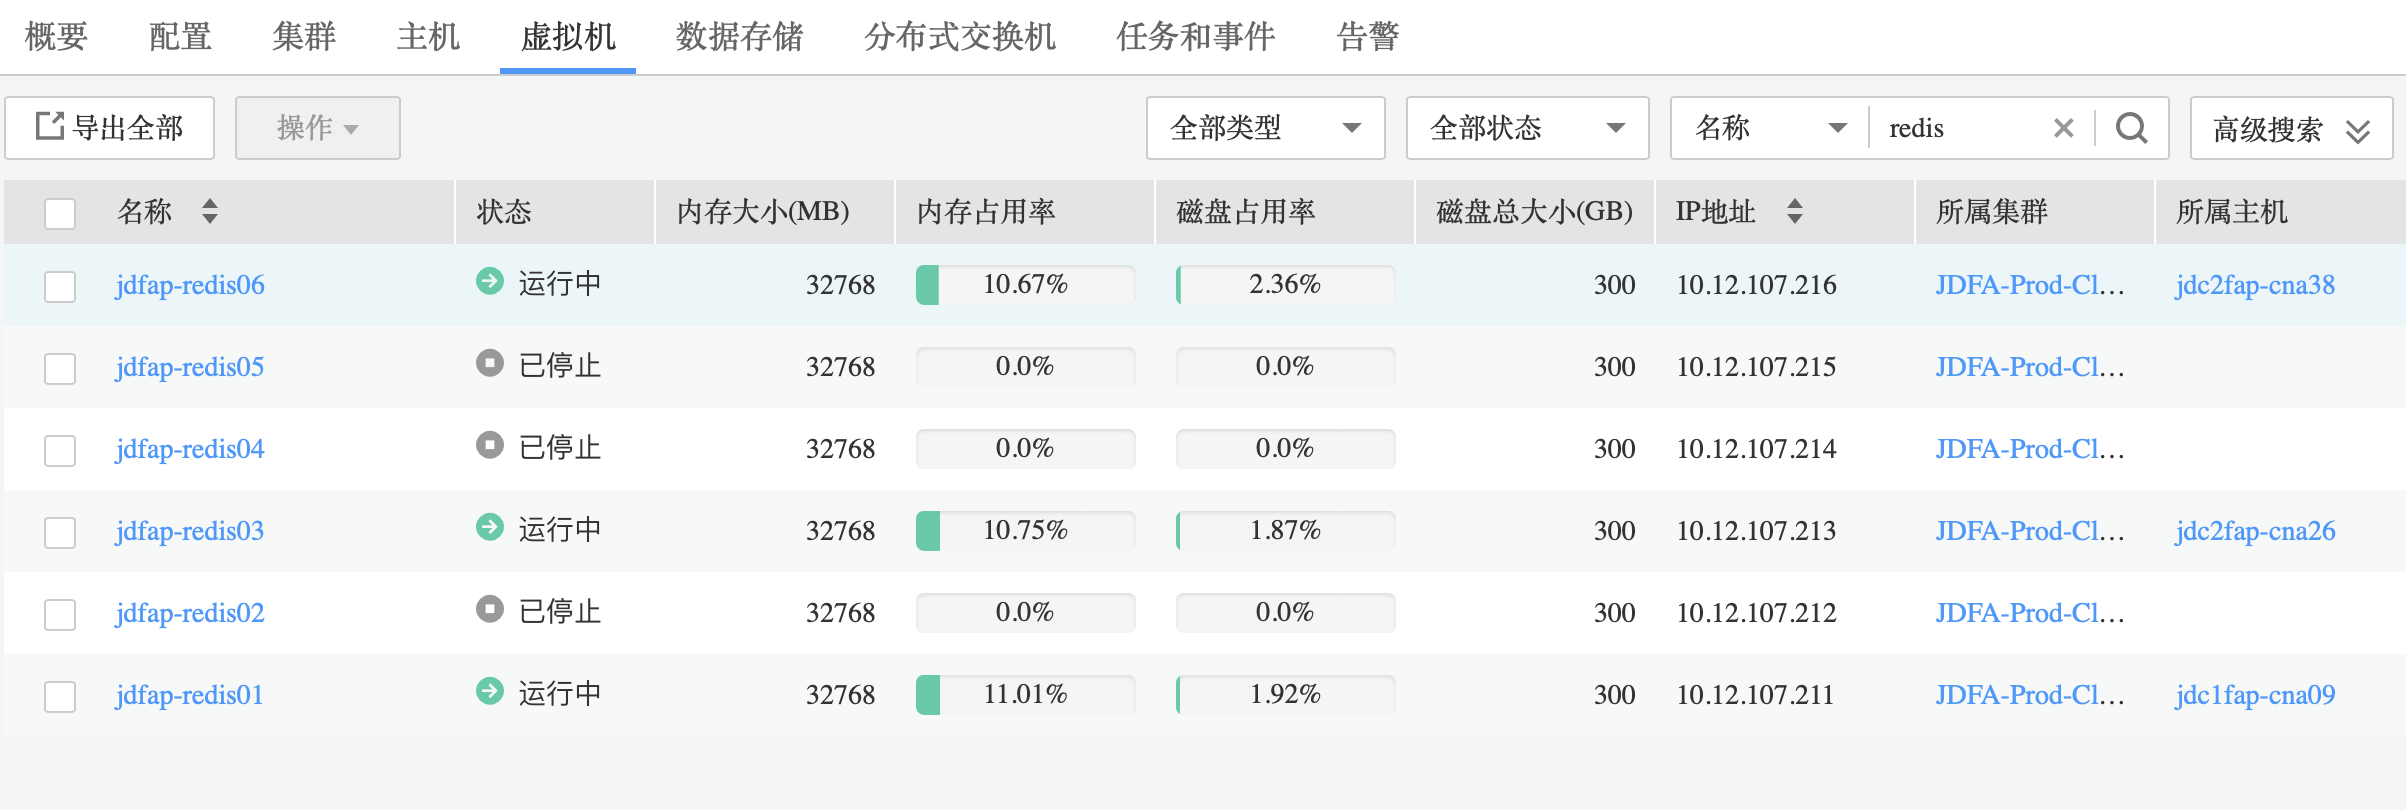 概要 配置 集群 主机 虚拟机 数据存储 分布式交换机 任务和事件 告警
导出全部 操作 全部类型 全部状态 名称 redis 高级搜索
名称 状态 内存大小(MB) 内存占用率 磁盘占用率 磁盘总大小(GB) IP地址 所属集群 所属主机
jdfap-redis06 运行中 32768 10.67% 2.36% 300 10.12.107.216 JDFA-Prod-Cl... jdc2fap-cna38
jdfap-redis05 已停止 32768 0.0% 0.0% 300 10.12.107.215 JDFA-Prod-Cl...
jdfap-redis04 已停止 32768 0.0% 0.0% 300 10.12.107.214 JDFA-Prod-Cl...
jdfap-redis03 运行中 32768 10.75% 1.87% 300 10.12.107.213 JDFA-Prod-Cl... jdc2fap-cna26
jdfap-redis02 已停止 32768 0.0% 0.0% 300 10.12.107.212 JDFA-Prod-Cl...
jdfap-redis01 运行中 32768 11.01% 1.92% 300 10.12.107.211 JDFA-Prod-Cl... jdc1fap-cna09